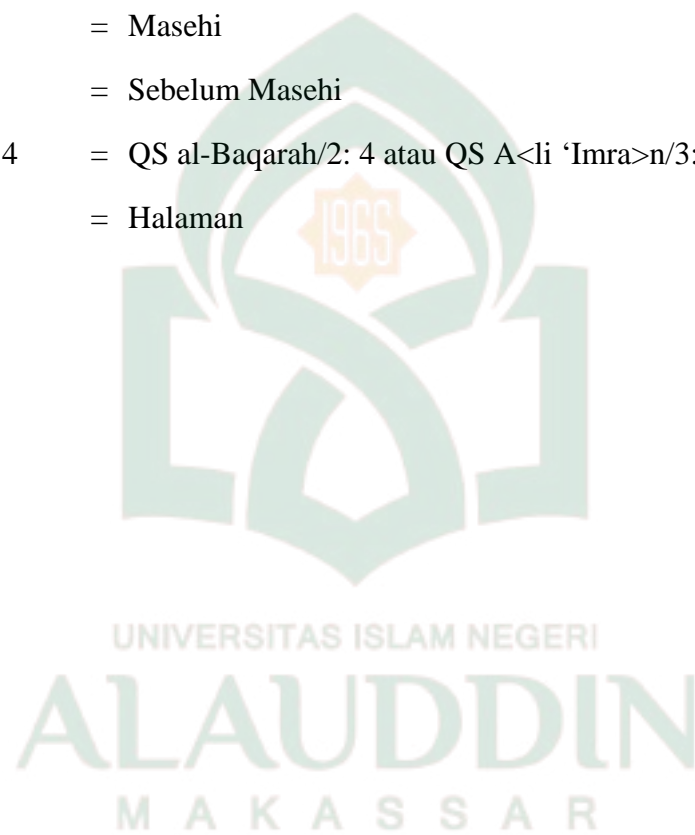 = Masehi
= Sebelum Masehi
4 = QS al-Baqarah/2: 4 atau QS A<li ‘Imra>n/3:
= Halaman
1965
UNIVERSITAS ISLAM NEGERI
ALAUDDIN
MAKASSAR